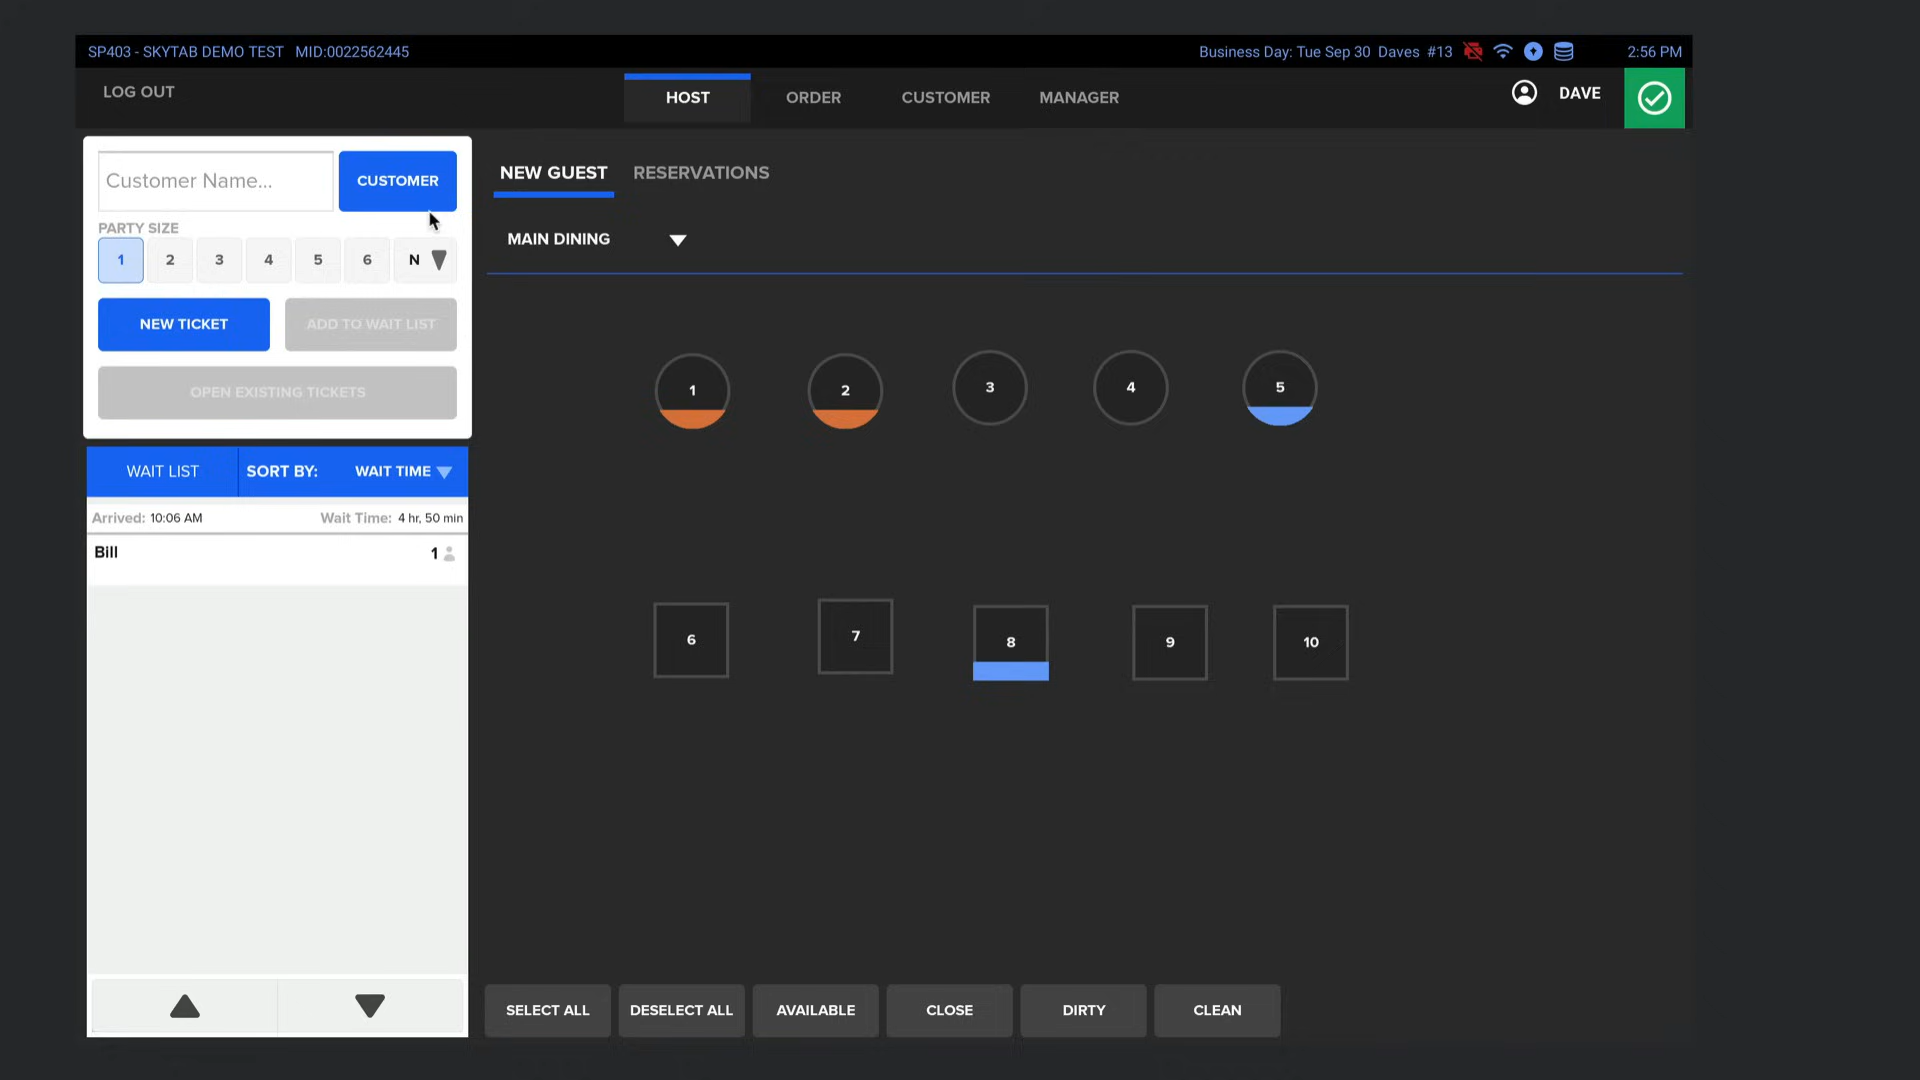 SP403 - SKYTAB DEMO TEST MID:0022562445
Business Day: Tue Sep 30 Daves #13
2:56 PM
LOG OUT
HOST
ORDER
CUSTOMER
MANAGER
DAVE
Customer Name...
CUSTOMER
PARTY SIZE
1 2 3 4 5 6 N
NEW TICKET
ADD TO WAIT LIST
OPEN EXISTING TICKETS
WAIT LIST
SORT BY:
WAIT TIME
Arrived: 10:06 AM
Wait Time: 4 hr, 50 min
Bill
1
NEW GUEST
RESERVATIONS
MAIN DINING
1 2 3 4 5
6 7 8 9 10
SELECT ALL
DESELECT ALL
AVAILABLE
CLOSE
DIRTY
CLEAN